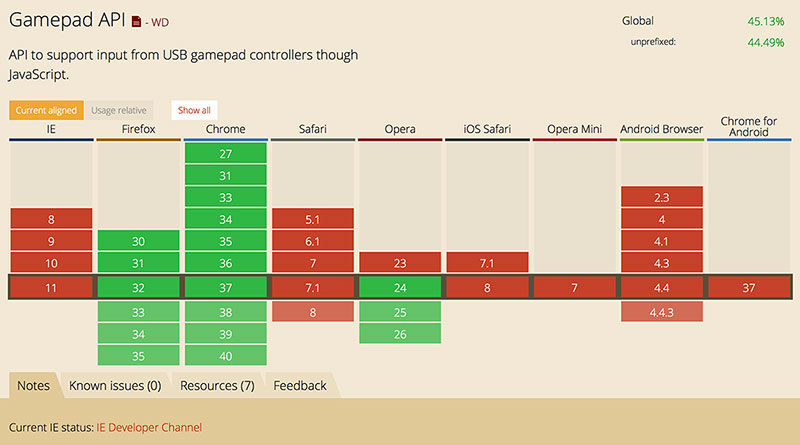 Gamepad API - WD
Global 45.13%
unprefixed: 44.49%
API to support input from USB gamepad controllers though
JavaScript.
Current aligned Usage relative Show all
IE Firefox Chrome Safari Opera iOS Safari Opera Mini Android Browser Chrome for Android
27
31
33 2.3
8 34 5.1 4
9 30 35 6.1 4.1
10 31 36 7 23 7.1 4.3
11 32 37 7.1 24 8 7 4.4 37
33 38 8 25 4.4.3
34 39 26
35 40
Notes Known issues (0) Resources (7) Feedback
Current IE status: IE Developer Channel